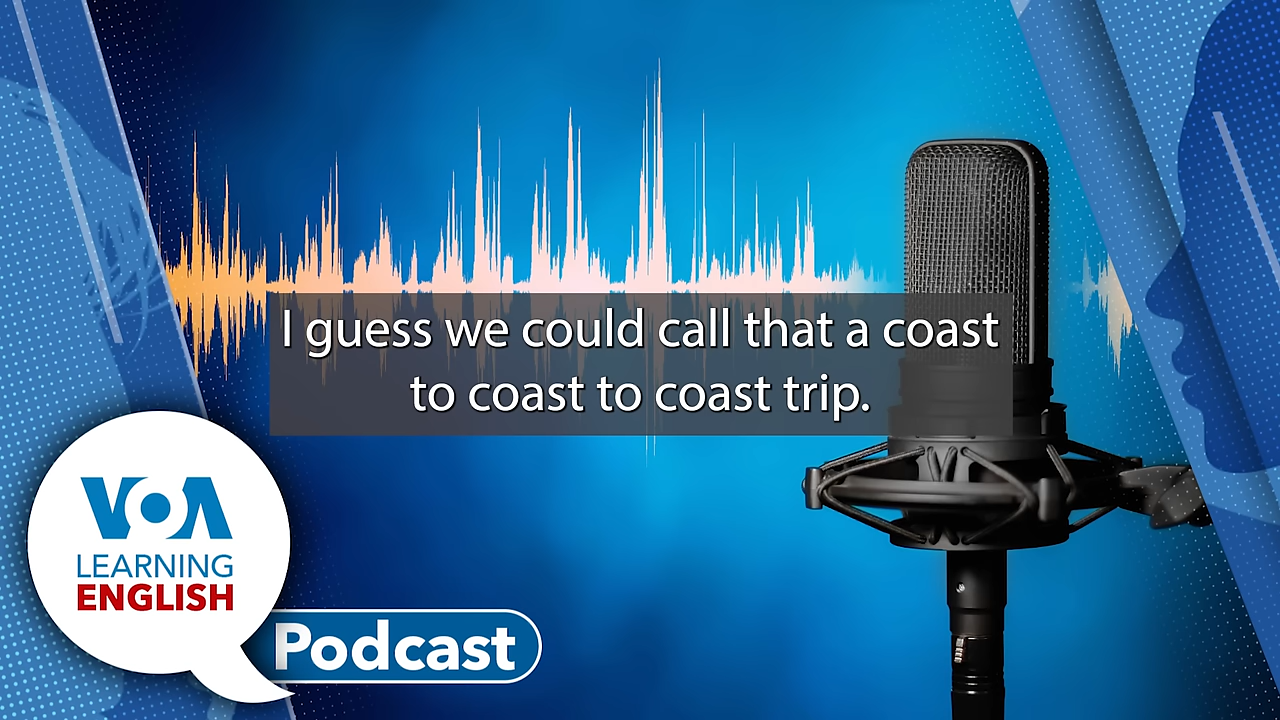 I guess we could call that a coast
to coast to coast trip.
VOA
LEARNING
ENGLISH
Podcast